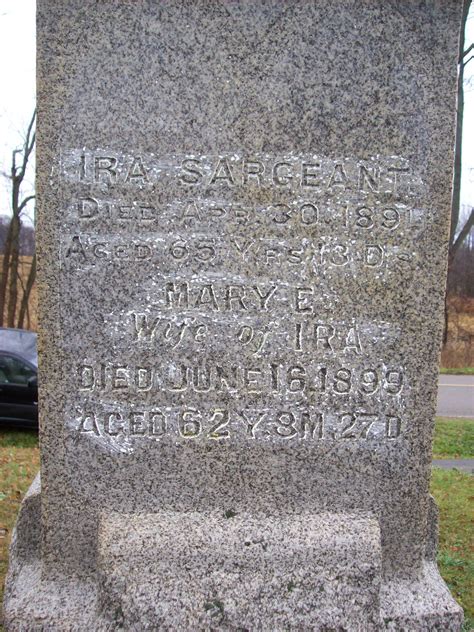 IRA SARGEANT
DIED APR. 30, 1891
AGED 65 YRS 13 DS
MARY E.
Wife of IRA
DIED JUNE 16, 1899
AGED 62 Y. 8 M. 27 D.